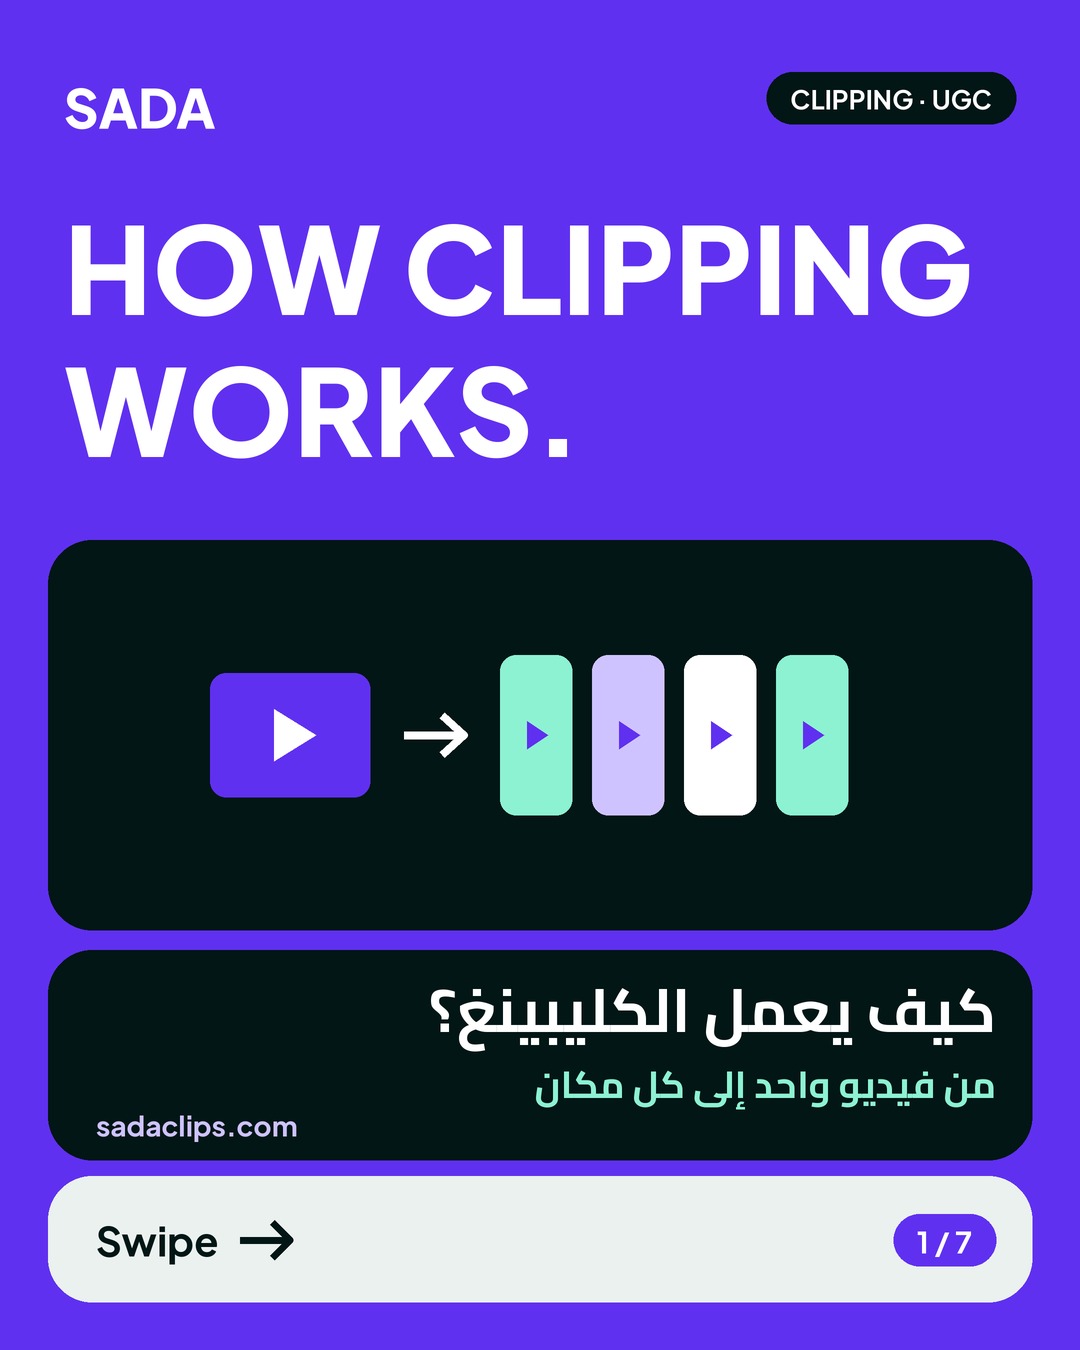 SADA
CLIPPING · UGC
HOW CLIPPING
WORKS.
كيف يعمل الكليبينغ؟
من فيديو واحد إلى كل مكان
sadaclips.com
Swipe →
1 / 7